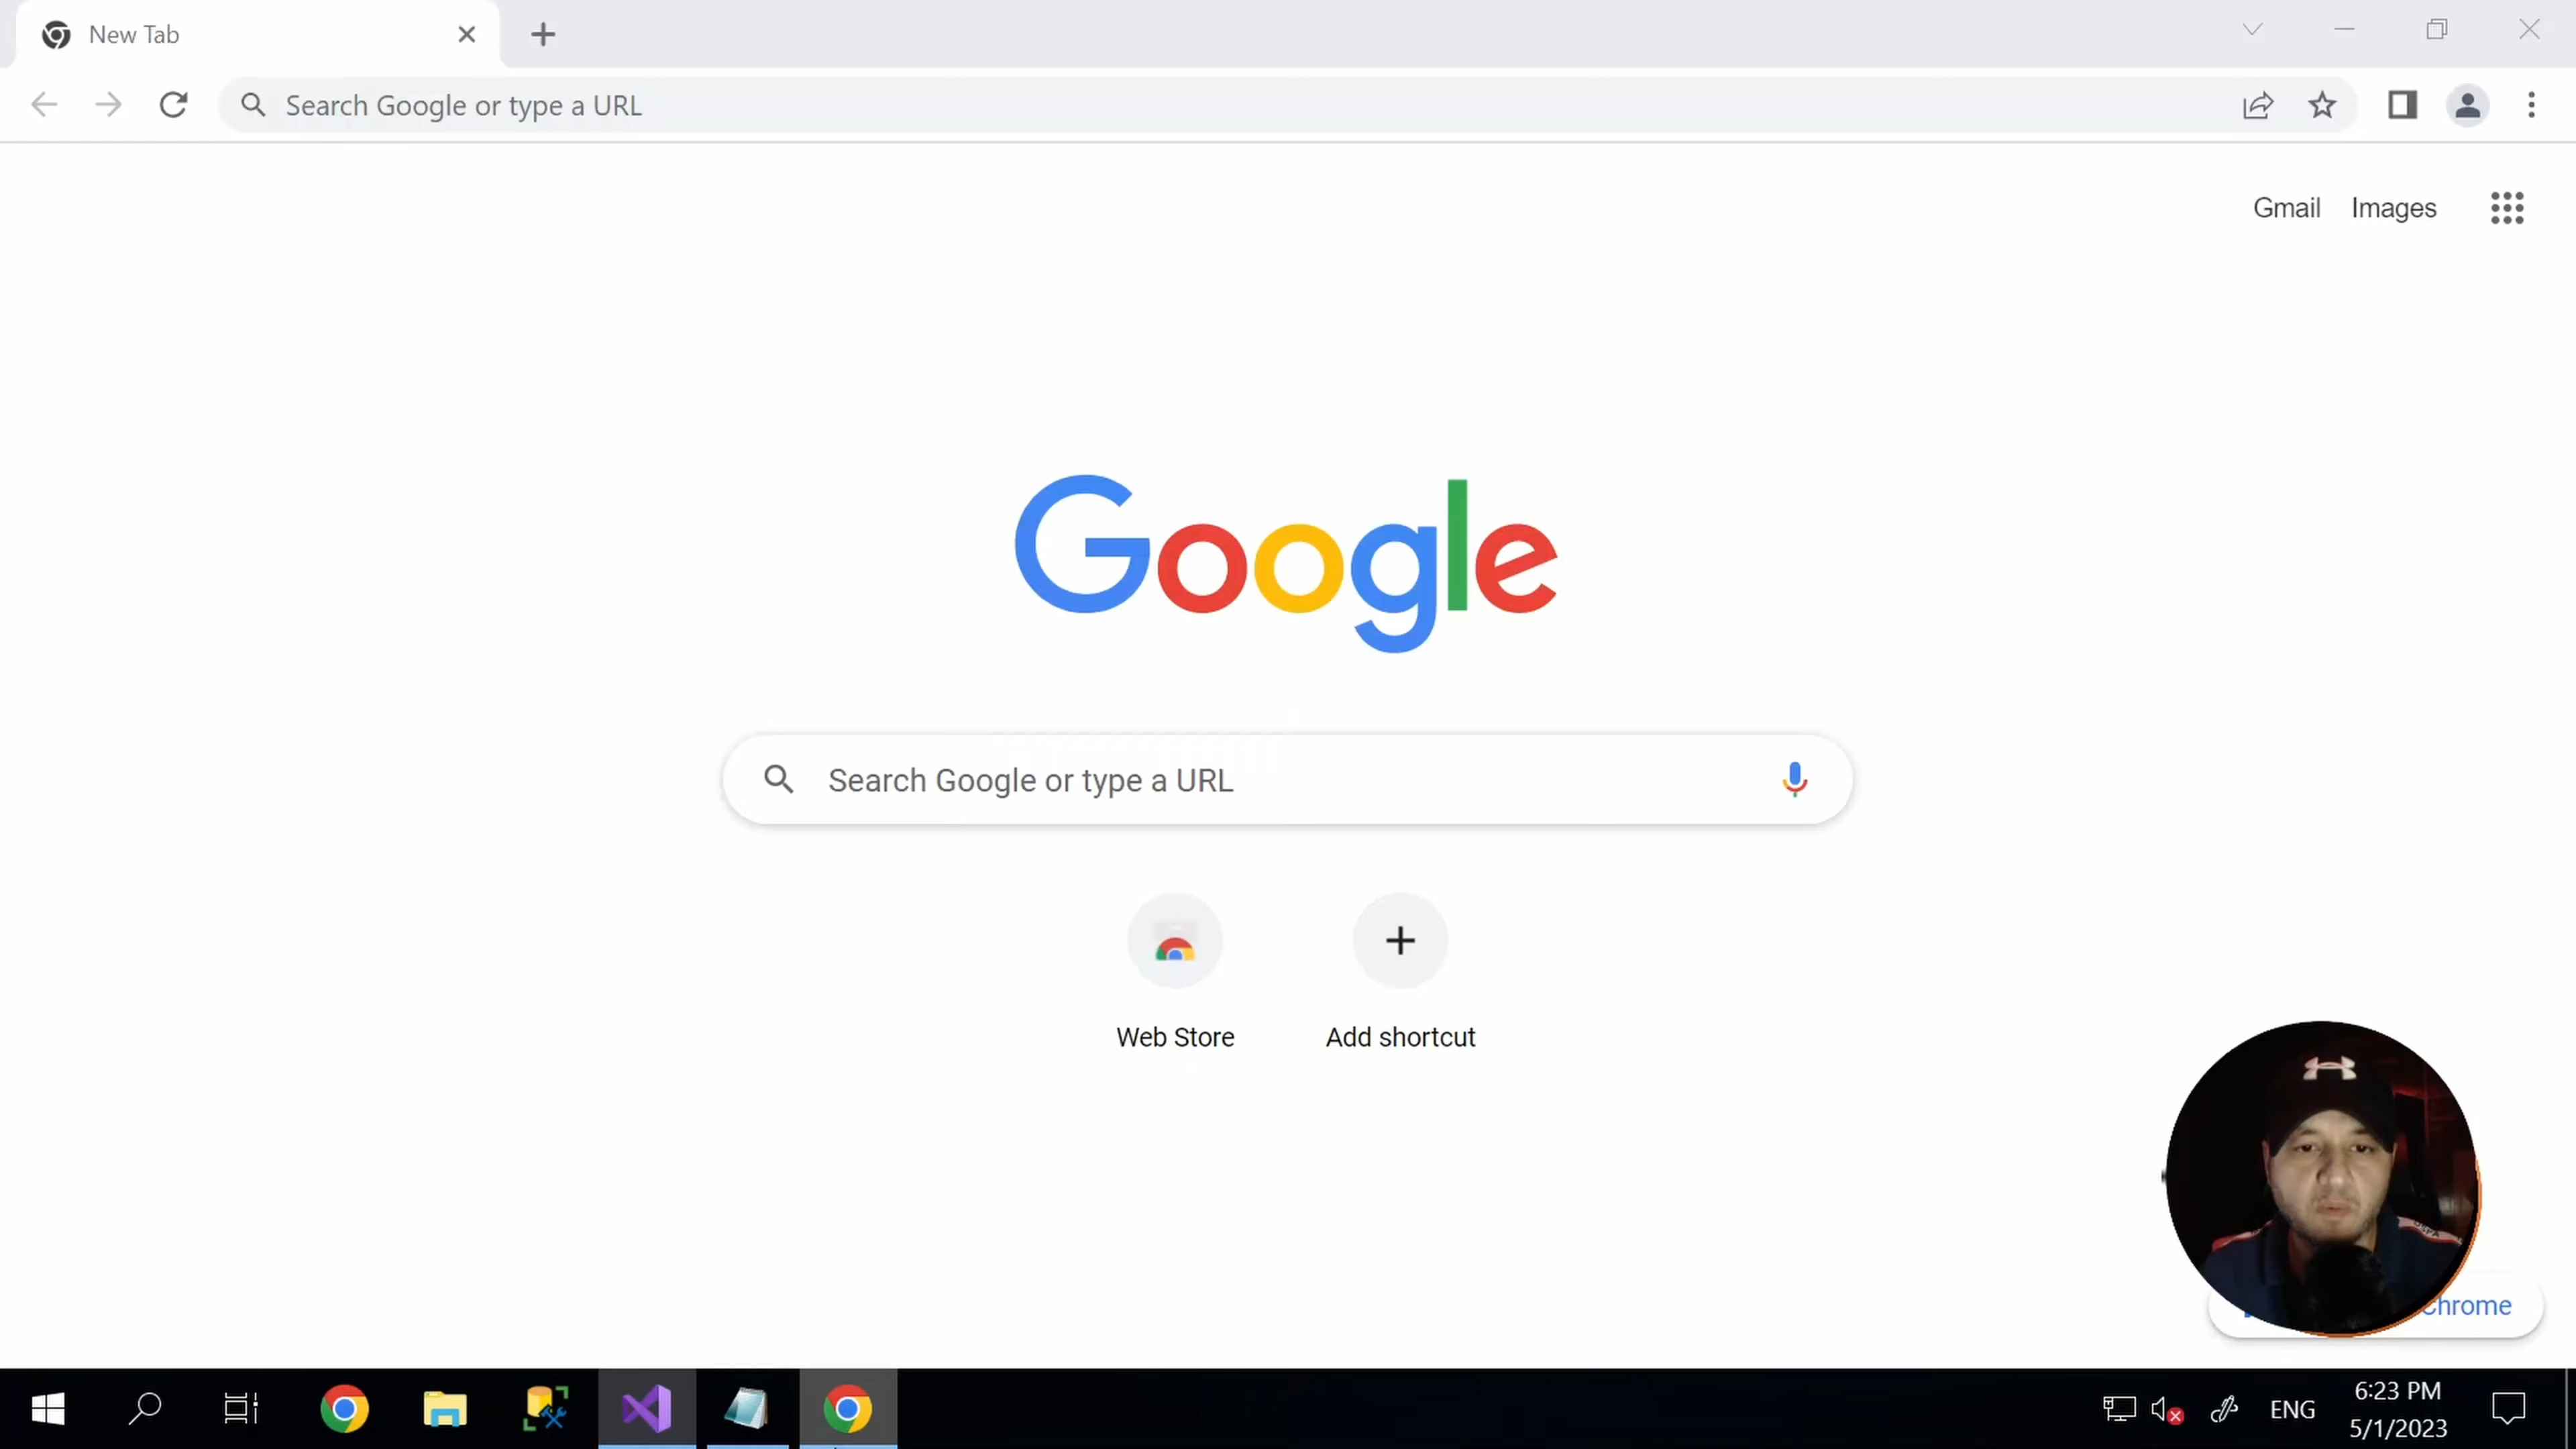 New Tab
Search Google or type a URL
Gmail Images
Google
Search Google or type a URL
Web Store
Add shortcut
Chrome
ENG
6:23 PM
5/1/2023